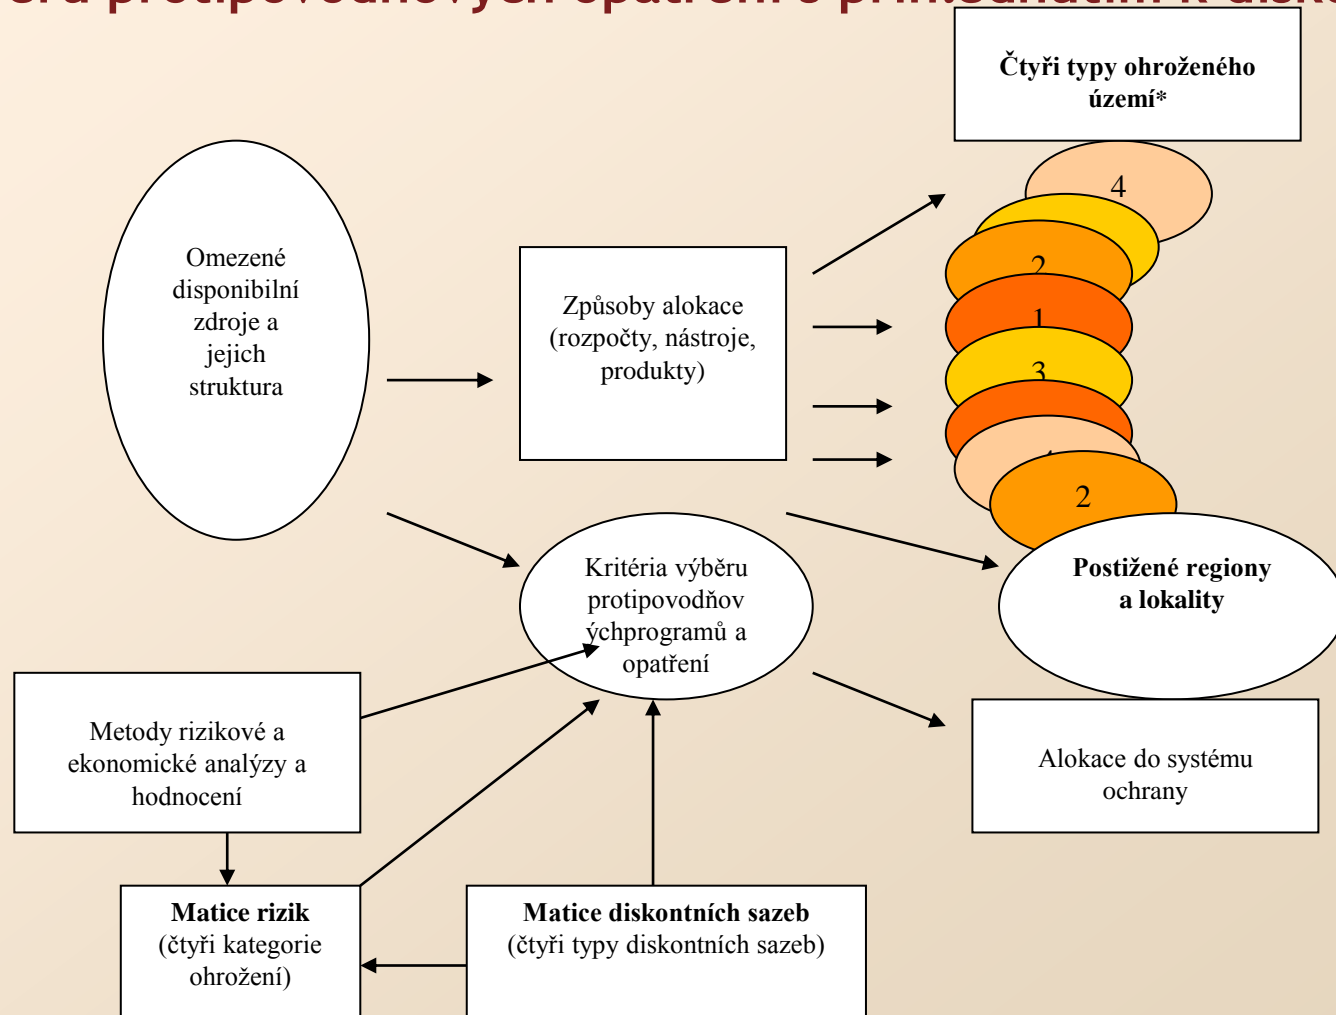 protipovodňových opatření s
k
Čtyři typy ohroženého
území*
4
2
1
3
2
Omezené
disponibilní
zdroje a
jejich
struktura
Způsoby alokace
(rozpočty, nástroje,
produkty)
Kritéria výběru
protipovodňov
ýchprogramů a
opatření
Postižené regiony
a lokality
Metody rizikové a
ekonomické analýzy a
hodnocení
Alokace do systému
ochrany
Matice rizik
(čtyři kategorie
ohrožení)
Matice diskontních sazeb
(čtyři typy diskontních sazeb)